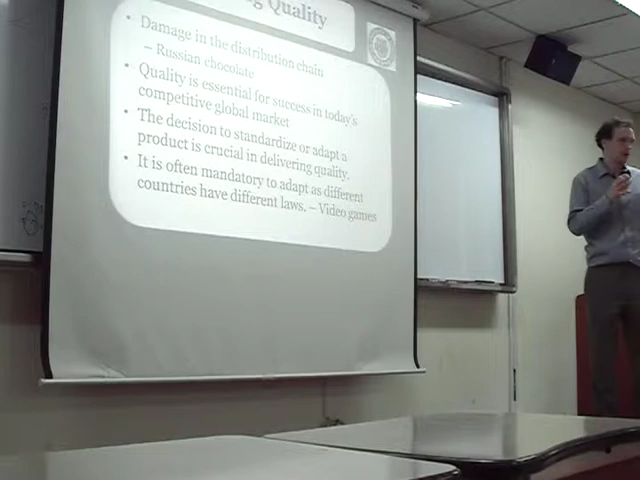 Quality
• Damage in the distribution chain
– Russian chocolate
• Quality is essential for success in today's
competitive global market
• The decision to standardize or adapt a
product is crucial in delivering quality.
• It is often mandatory to adapt as different
countries have different laws. – Video games